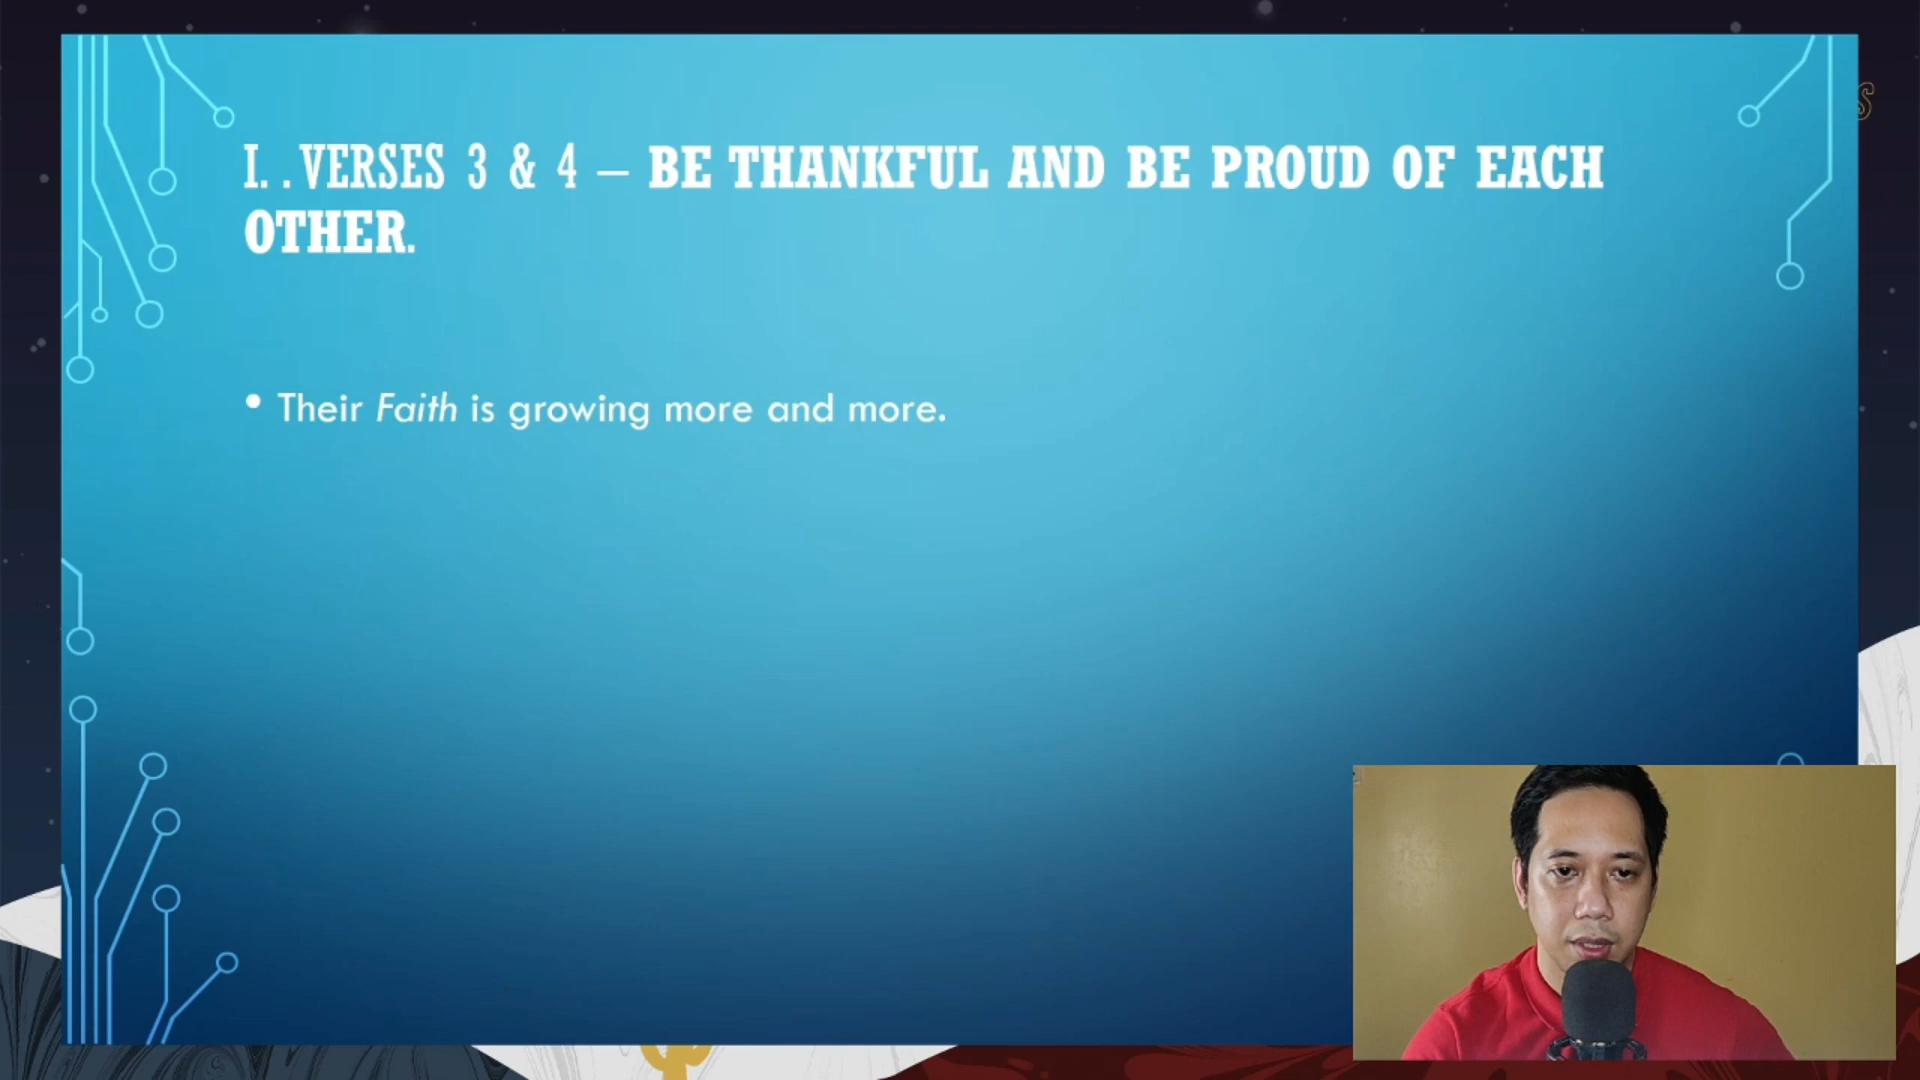 I. . VERSES 3 & 4 – BE THANKFUL AND BE PROUD OF EACH
OTHER.
• Their Faith is growing more and more.
S